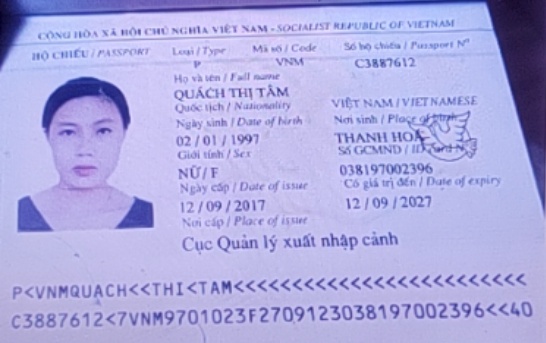 CỘNG HÒA XÃ HỘI CHỦ NGHĨA VIỆT NAM - SOCIALIST REPUBLIC OF VIETNAM
HỘ CHIẾU / PASSPORT Loại / Type Mã số / Code Số hộ chiếu / Passport Nº
P VNM C3887612
Họ và tên / Full name
QUÁCH THỊ TÂM
Quốc tịch / Nationality VIỆT NAM / VIETNAMESE
Ngày sinh / Date of birth Nơi sinh / Place of birth
02 / 01 / 1997 THANH HOÁ
Giới tính / Sex Số GCMND / ID card Nº
NỮ / F 038197002396
Ngày cấp / Date of issue Có giá trị đến / Date of expiry
12 / 09 / 2017 12 / 09 / 2027
Nơi cấp / Place of issue
Cục Quản lý xuất nhập cảnh
P<VNMQUACH<<THI<TAM<<<<<<<<<<<<<<<<<<<<<<<<<
C3887612<7VNM9701023F2709123038197002396<<40